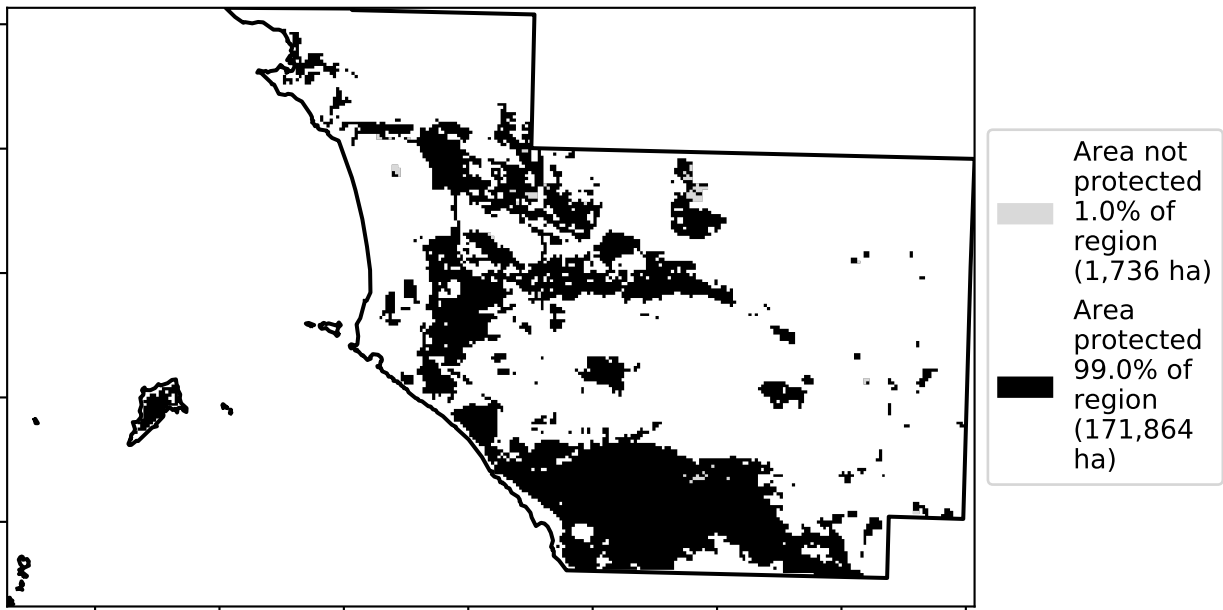 Area not
protected
1.0% of
region
(1,736 ha)
Area
protected
99.0% of
region
(171,864
ha)